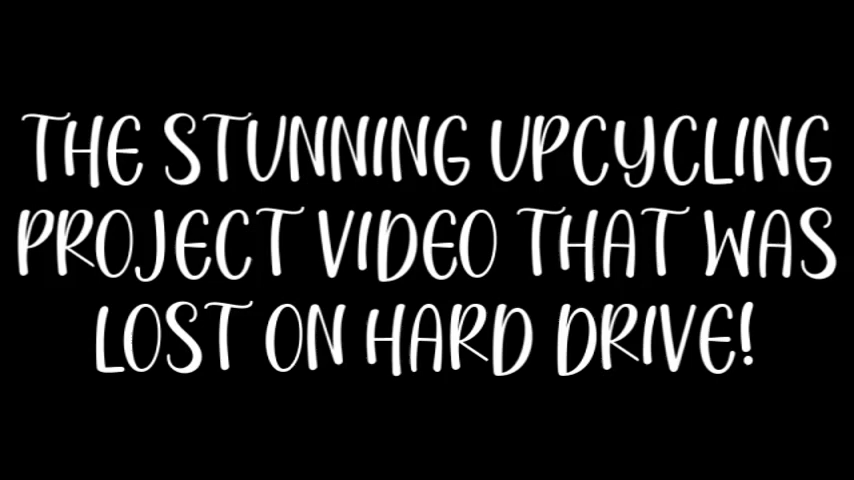 THE STUNNING UPCYCLING
PROJECT VIDEO THAT WAS
LOST ON HARD DRIVE!